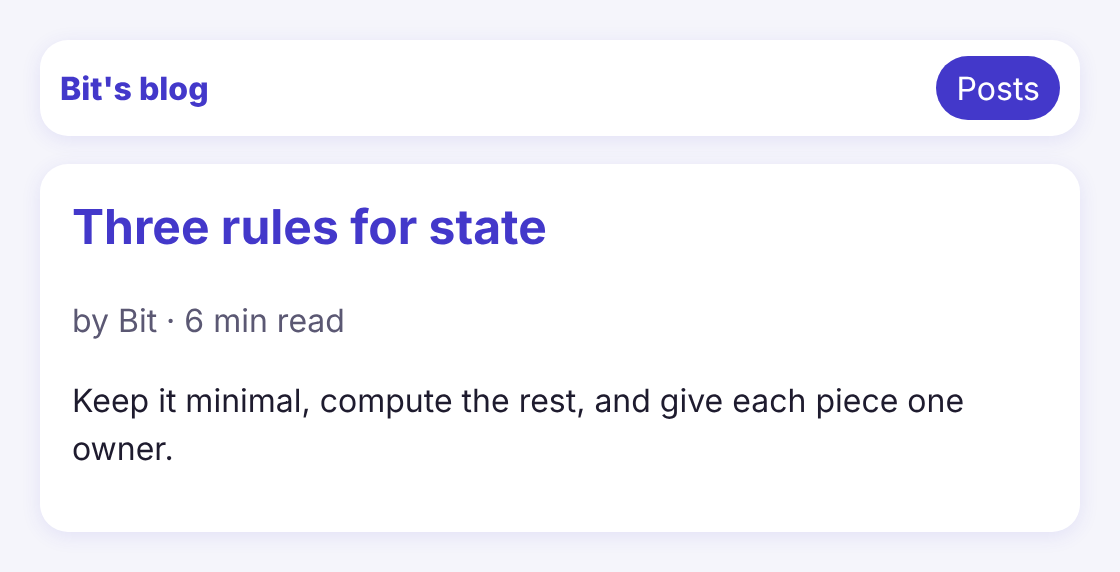 Bit's blog
Posts
Three rules for state
by Bit · 6 min read
Keep it minimal, compute the rest, and give each piece one
owner.